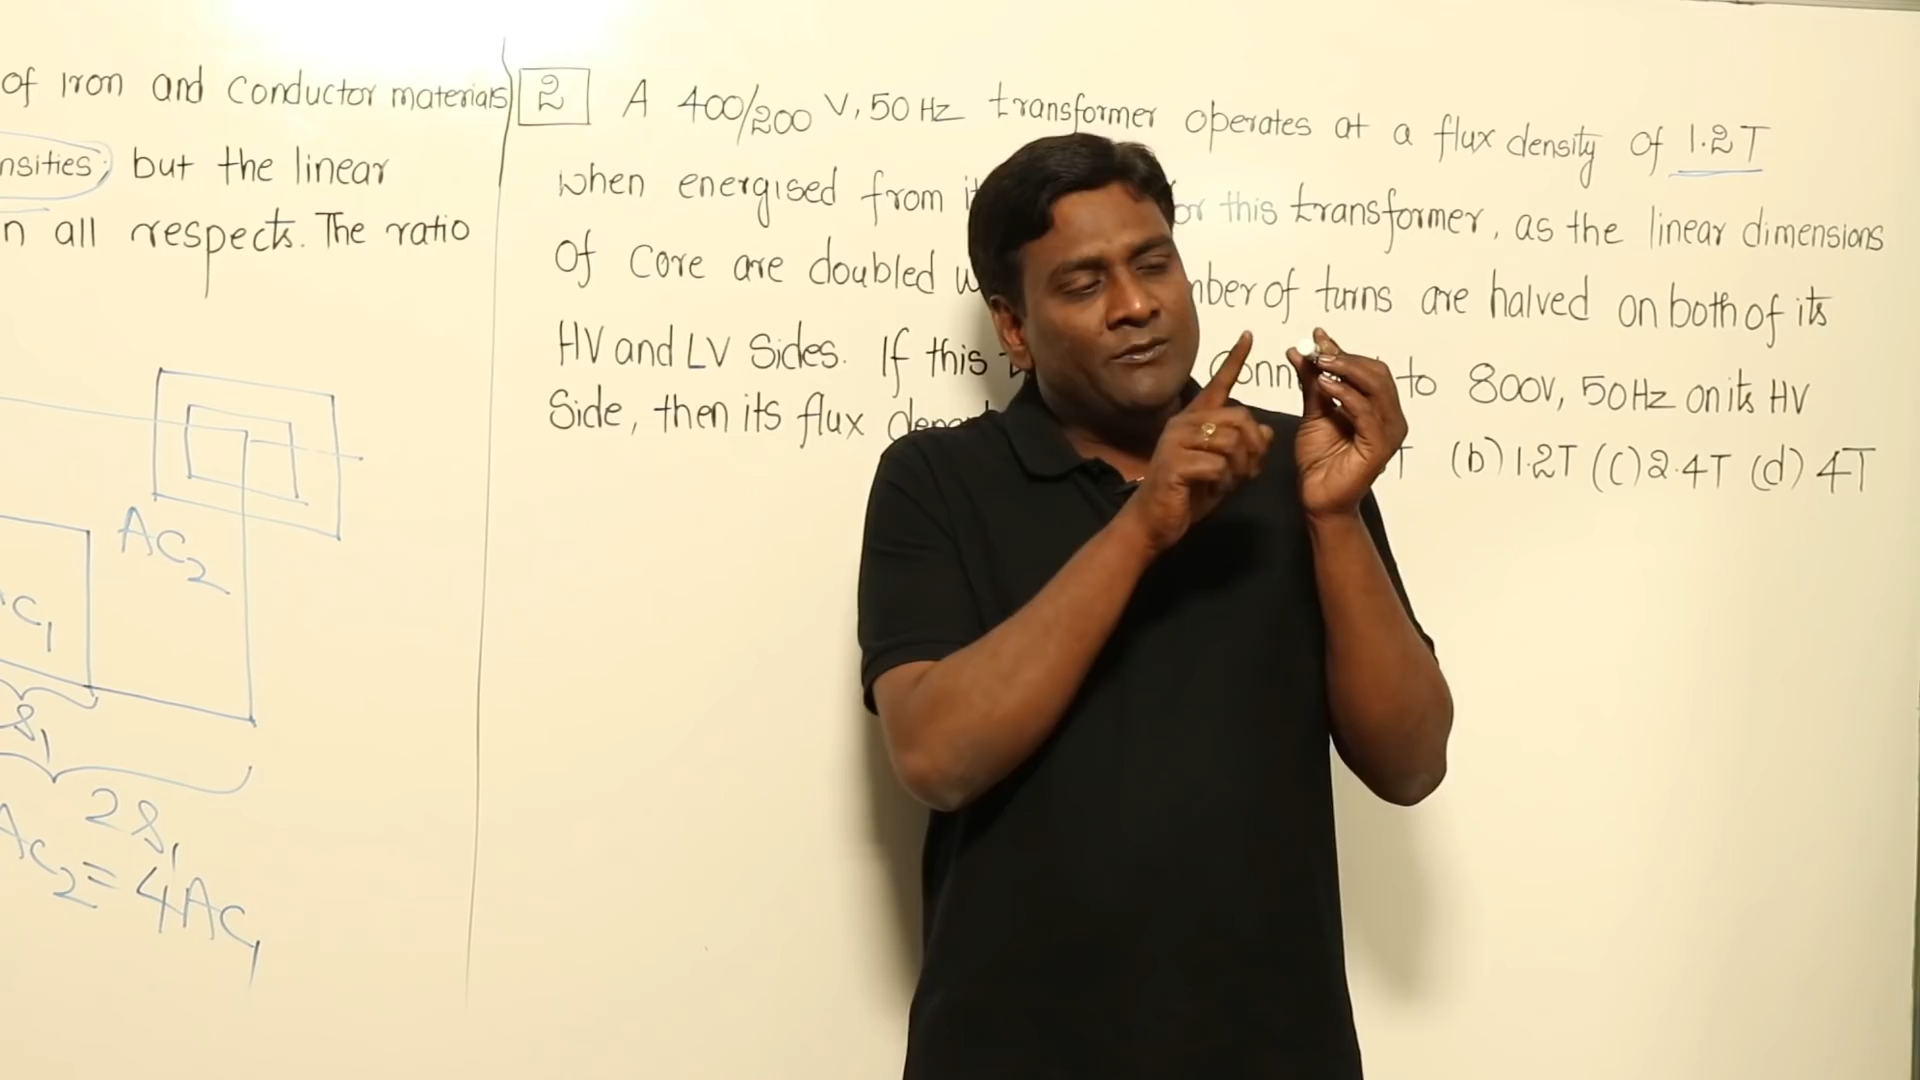 of Iron and Conductor materials
nsities, but the linear
n all respects. The ratio
AC2
C1
S1
2S1
AC2 = 4AC1
2 A 400/200 V, 50 Hz transformer operates at a flux density of 1.2T
when energised from this transformer, as the linear dimensions
of core are doubled of turns are halved on both of its
HV and LV Sides. If this to 800V, 50Hz on its HV
Side, then its flux
T (b) 1.2T (c) 2.4T (d) 4T